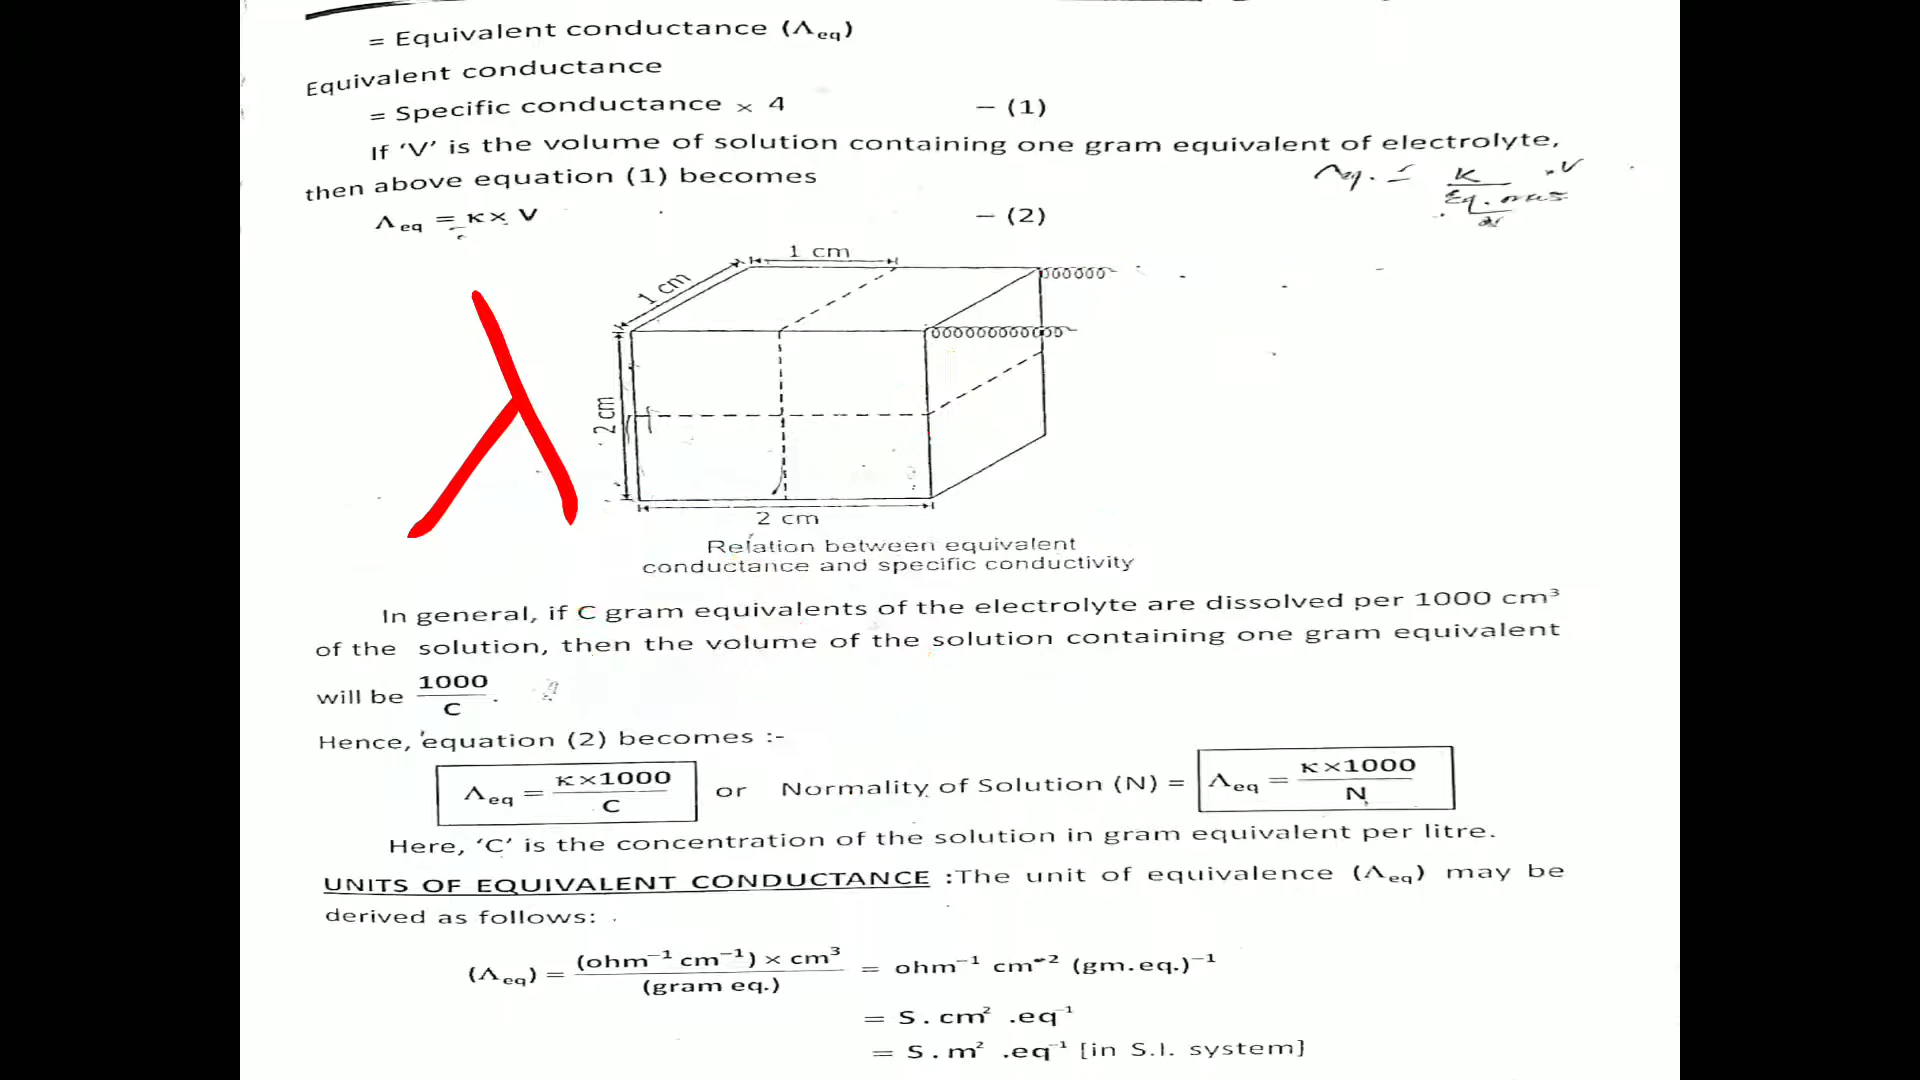 = Equivalent conductance (Λeq)
Equivalent conductance
= Specific conductance × 4 – (1)
If ‘V’ is the volume of solution containing one gram equivalent of electrolyte,
then above equation (1) becomes
Λeq = κ× V – (2)
Λeq. = K × V
Eq. mass
1 cm
1 cm
λ
2 cm
2 cm
Relation between equivalent
conductance and specific conductivity
In general, if C gram equivalents of the electrolyte are dissolved per 1000 cm³
of the solution, then the volume of the solution containing one gram equivalent
will be 1000/C .
Hence, equation (2) becomes :-
Λeq = κ×1000/C or Normality of Solution (N) = Λeq = κ×1000/N
Here, ‘C’ is the concentration of the solution in gram equivalent per litre.
UNITS OF EQUIVALENT CONDUCTANCE :The unit of equivalence (Λeq) may be
derived as follows:
(Λeq) = (ohm⁻¹ cm⁻¹) × cm³/(gram eq.) = ohm⁻¹ cm⁻² (gm.eq.)⁻¹
= S. cm² .eq⁻¹
= S. m² .eq⁻¹ [in S.I. system]